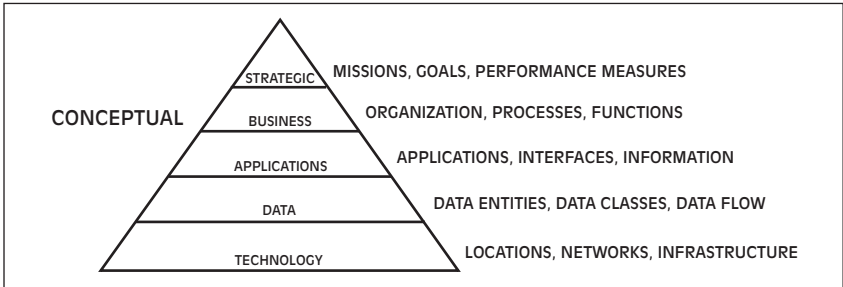 STRATEGIC MISSIONS, GOALS, PERFORMANCE MEASURES
CONCEPTUAL
BUSINESS ORGANIZATION, PROCESSES, FUNCTIONS
APPLICATIONS APPLICATIONS, INTERFACES, INFORMATION
DATA DATA ENTITIES, DATA CLASSES, DATA FLOW
TECHNOLOGY LOCATIONS, NETWORKS, INFRASTRUCTURE